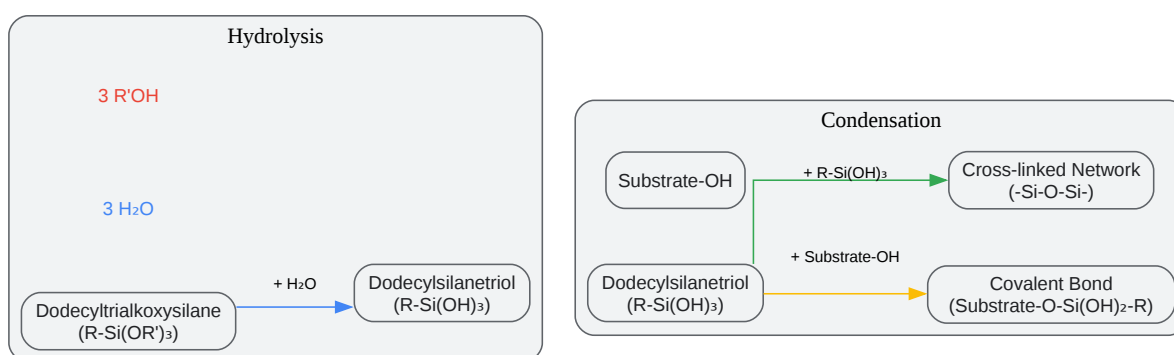 Hydrolysis
3 R'OH
3 H₂O
+ H₂O
Dodecyltrialkoxysilane
(R-Si(OR')₃)
Dodecylsilanetriol
(R-Si(OH)₃)
Condensation
Substrate-OH
+ R-Si(OH)₃
Cross-linked Network
(-Si-O-Si-)
Dodecylsilanetriol
(R-Si(OH)₃)
+ Substrate-OH
Covalent Bond
(Substrate-O-Si(OH)₂-R)